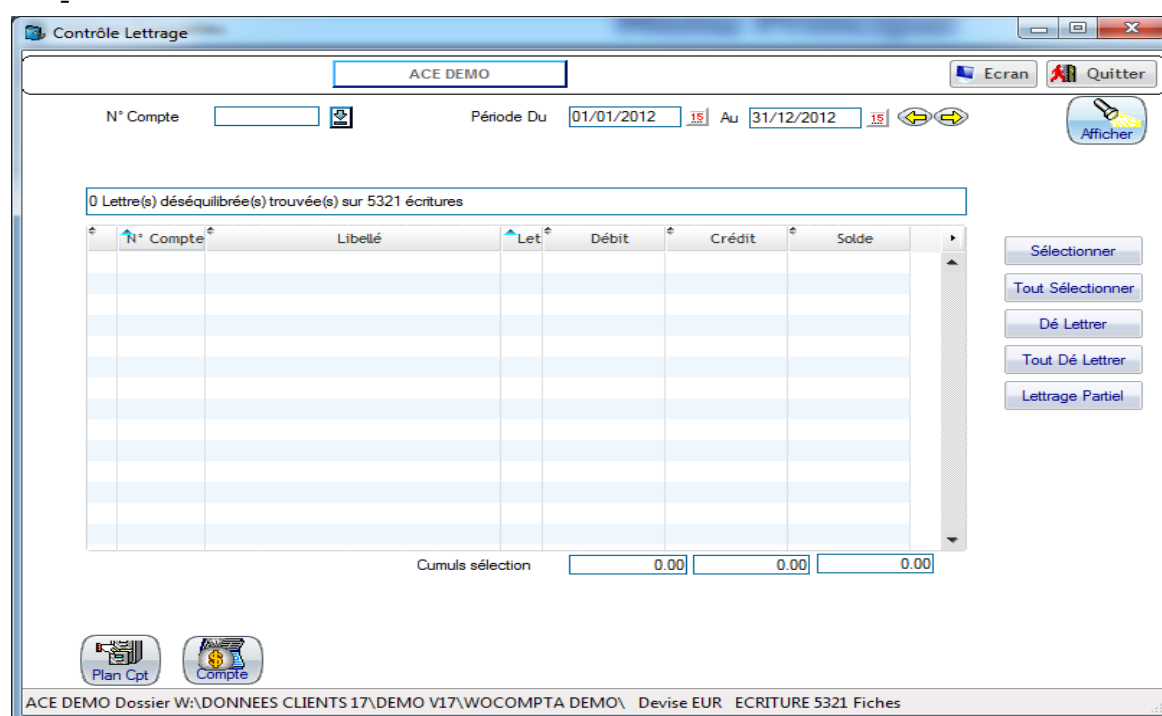 Contrôle Lettrage
ACE DEMO
Ecran
Quitter
N° Compte
Période Du 01/01/2012 15 Au 31/12/2012 15
Afficher
0 Lettre(s) déséquilibrée(s) trouvée(s) sur 5321 écritures
N° Compte Libellé Let Débit Crédit Solde
Sélectionner
Tout Sélectionner
Dé Lettrer
Tout Dé Lettrer
Lettrage Partiel
Cumuls sélection 0.00 0.00 0.00
Plan Cpt
Compte
ACE DEMO Dossier W:\DONNEES CLIENTS 17\DEMO V17\WOCOMPTA DEMO\ Devise EUR ECRITURE 5321 Fiches